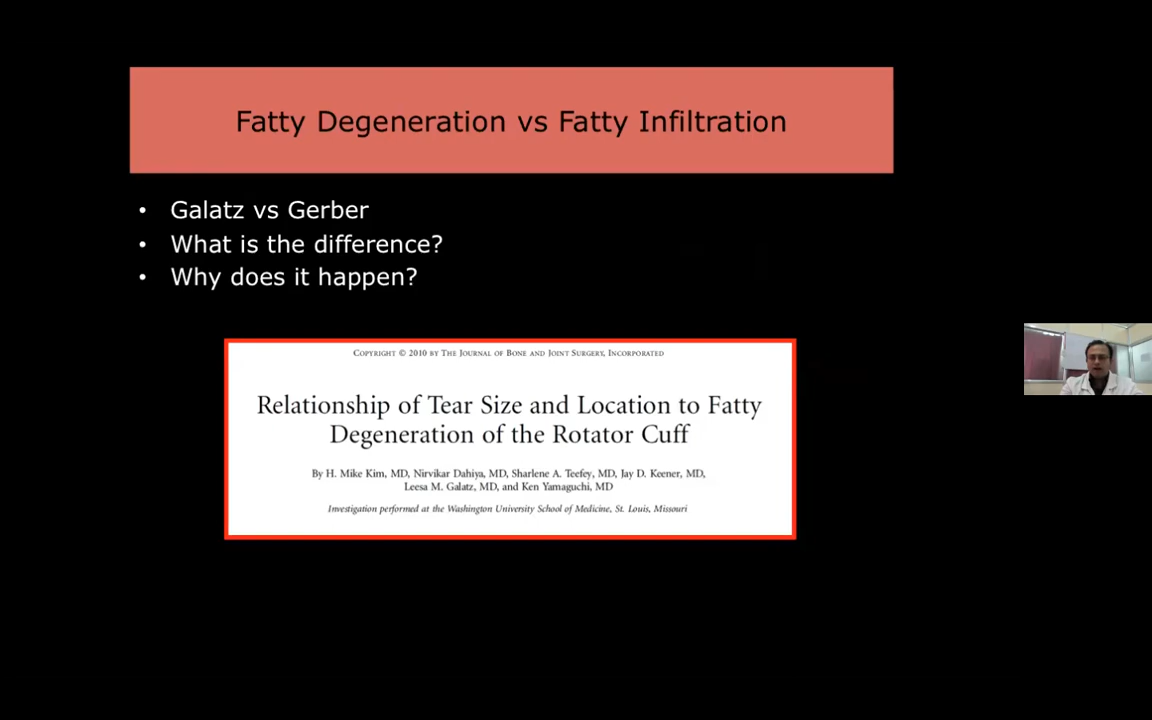 Fatty Degeneration vs Fatty Infiltration
• Galatz vs Gerber
• What is the difference?
• Why does it happen?
Copyright © 2010 by The Journal of Bone and Joint Surgery, Incorporated
Relationship of Tear Size and Location to Fatty
Degeneration of the Rotator Cuff
By H. Mike Kim, MD, Nirvikar Dahiya, MD, Sharlene A. Teefey, MD, Jay D. Keener, MD,
Leesa M. Galatz, MD, and Ken Yamaguchi, MD
Investigation performed at the Washington University School of Medicine, St. Louis, Missouri